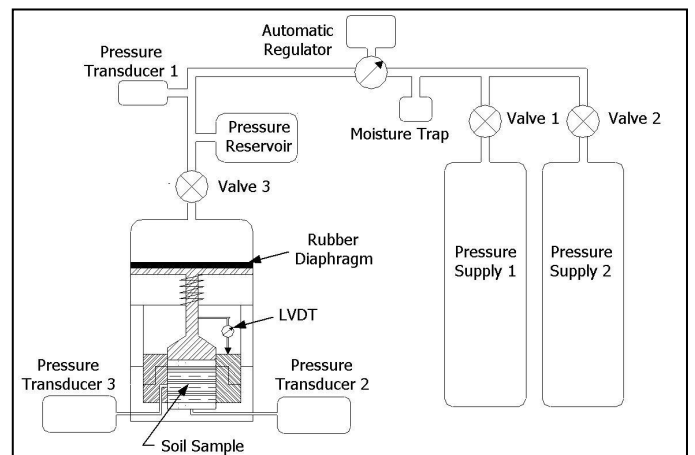 Automatic
Regulator
Pressure
Transducer 1
Pressure
Reservoir
Moisture Trap
Valve 1
Valve 2
Valve 3
Rubber
Diaphragm
Pressure
Supply 1
Pressure
Supply 2
LVDT
Pressure
Transducer 3
Pressure
Transducer 2
Soil Sample